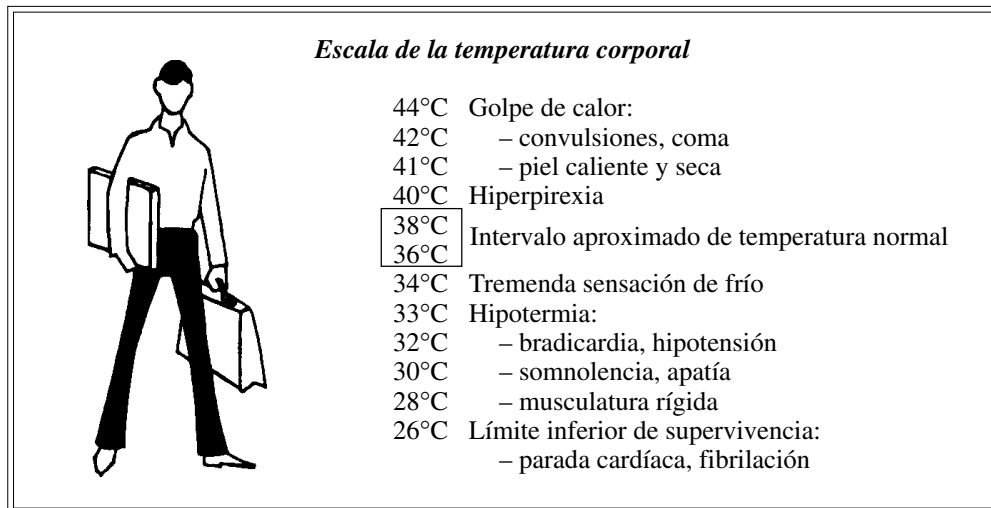 Escala de la temperatura corporal
44°C Golpe de calor:
42°C – convulsiones, coma
41°C – piel caliente y seca
40°C Hiperpirexia
38°C
Intervalo aproximado de temperatura normal
36°C
34°C Tremenda sensación de frío
33°C Hipotermia:
32°C – bradicardia, hipotensión
30°C – somnolencia, apatía
28°C – musculatura rígida
26°C Límite inferior de supervivencia:
– parada cardíaca, fibrilación